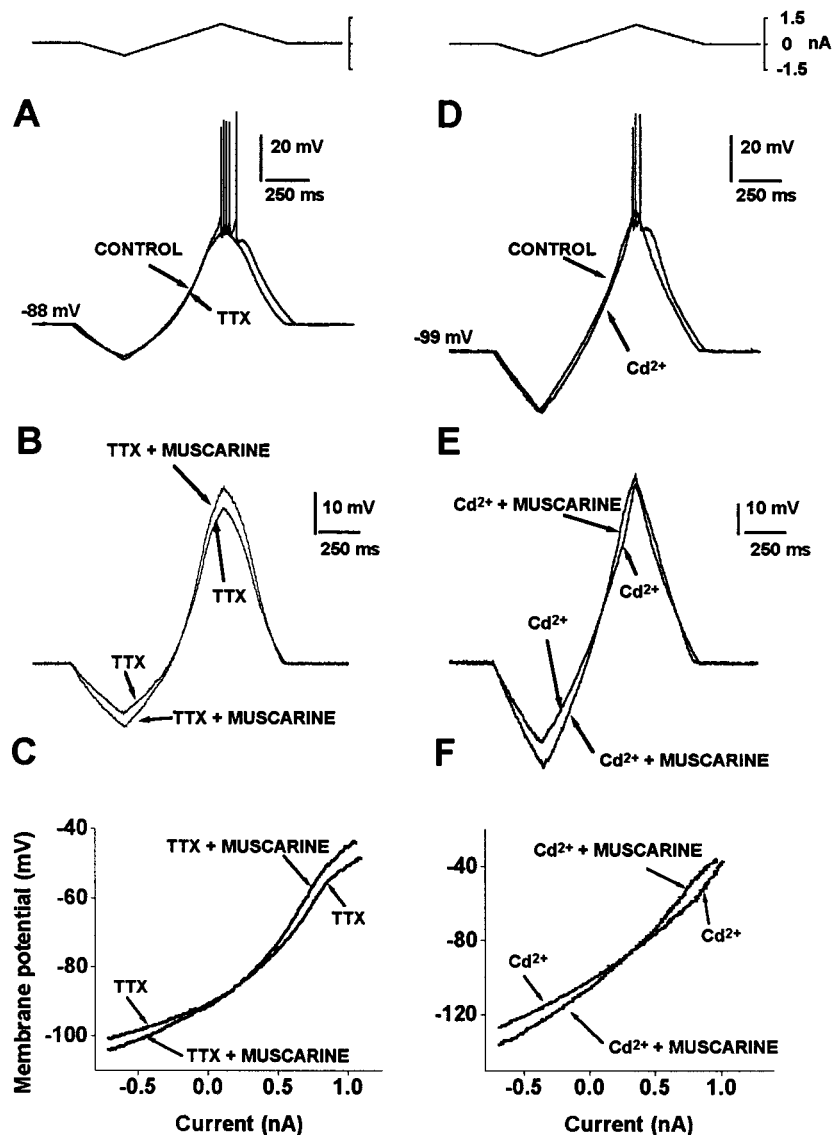 1.5
0 nA
-1.5
A
20 mV
250 ms
CONTROL
TTX
-88 mV
D
20 mV
250 ms
CONTROL
-99 mV
Cd2+
B
TTX + MUSCARINE
10 mV
250 ms
TTX
TTX
TTX + MUSCARINE
E
Cd2+ + MUSCARINE
10 mV
250 ms
Cd2+
Cd2+
Cd2+ + MUSCARINE
C
Membrane potential (mV)
-40
-60
-80
-100
TTX + MUSCARINE
TTX
TTX
TTX + MUSCARINE
-0.5 0.0 0.5 1.0
Current (nA)
F
-40
-80
-120
Cd2+ + MUSCARINE
Cd2+
Cd2+
Cd2+ + MUSCARINE
-0.5 0.0 0.5 1.0
Current (nA)